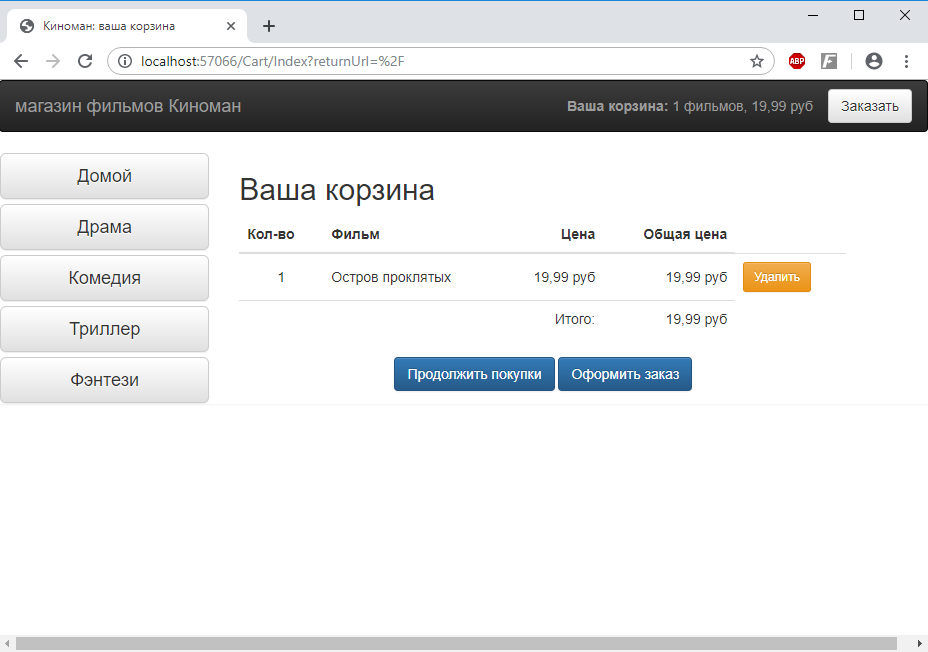 Киноман: ваша корзина
localhost:57066/Cart/Index?returnUrl=%2F
ABP
F
магазин фильмов Киноман
Ваша корзина: 1 фильмов, 19,99 руб
Заказать
Домой
Драма
Комедия
Триллер
Фэнтези
Ваша корзина
Кол-во Фильм Цена Общая цена
1 Остров проклятых 19,99 руб 19,99 руб Удалить
Итого: 19,99 руб
Продолжить покупки Оформить заказ